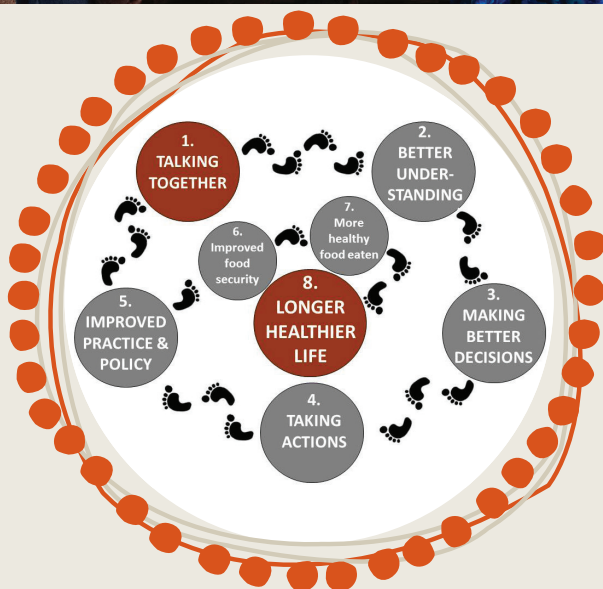 1.
TALKING
TOGETHER
2.
BETTER
UNDER-
STANDING
3.
MAKING
BETTER
DECISIONS
4.
TAKING
ACTIONS
5.
IMPROVED
PRACTICE &
POLICY
6.
Improved
food
security
7.
More
healthy
food eaten
8.
LONGER
HEALTHIER
LIFE